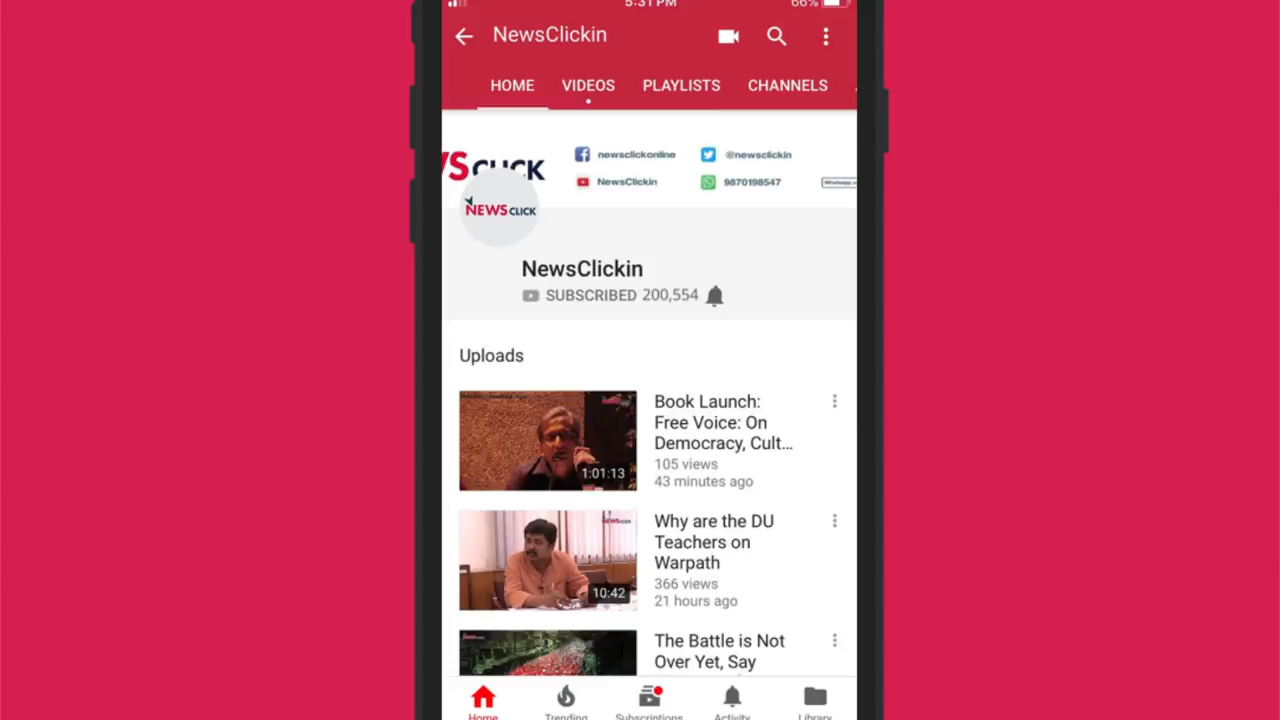 5:31 PM
66%
NewsClickin
HOME VIDEOS PLAYLISTS CHANNELS
CLICK
newsclickonline
@newsclickin
NewsClickin
9870198547
NEWSCLICK
NewsClickin
SUBSCRIBED 200,554
Uploads
Book Launch:
Free Voice: On
Democracy, Cult...
105 views
43 minutes ago
1:01:13
Why are the DU
Teachers on
Warpath
366 views
21 hours ago
NEWSCLICK
10:42
The Battle is Not
Over Yet, Say
Home Trending Subscriptions Activity Library